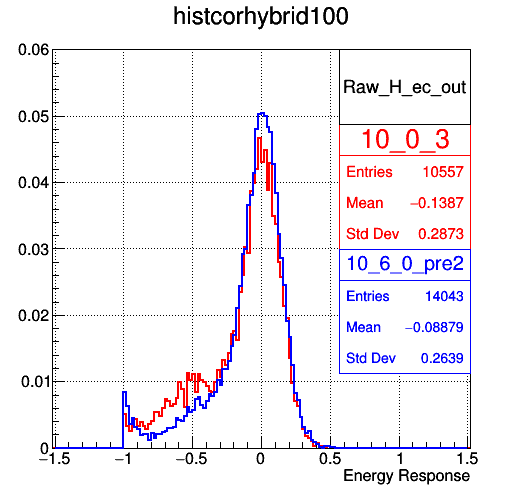 histcorhybrid100
Raw_H_ec_out
10_0_3
Entries 10557
Mean −0.1387
Std Dev 0.2873
10_6_0_pre2
Entries 14043
Mean −0.08879
Std Dev 0.2639
0.06
0.05
0.04
0.03
0.02
0.01
0
−1.5 −1 −0.5 0 0.5 1 1.5
Energy Response